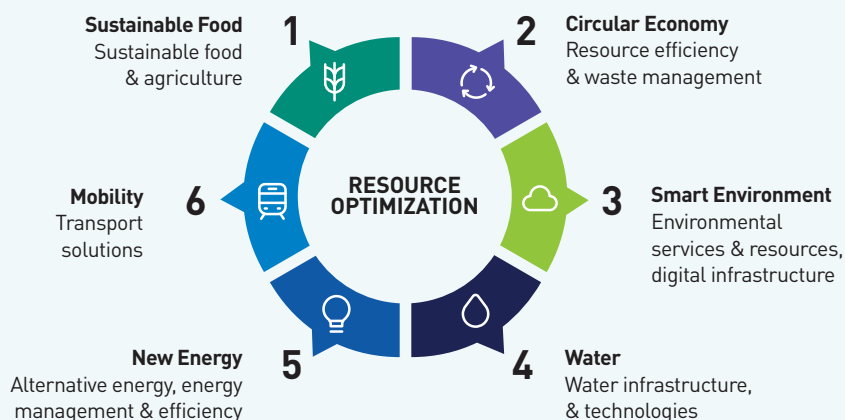 Sustainable Food
Sustainable food
& agriculture
1
2
Circular Economy
Resource efficiency
& waste management
RESOURCE
OPTIMIZATION
3
Smart Environment
Environmental
services & resources,
digital infrastructure
4
Water
Water infrastructure,
& technologies
5
New Energy
Alternative energy, energy
management & efficiency
6
Mobility
Transport
solutions